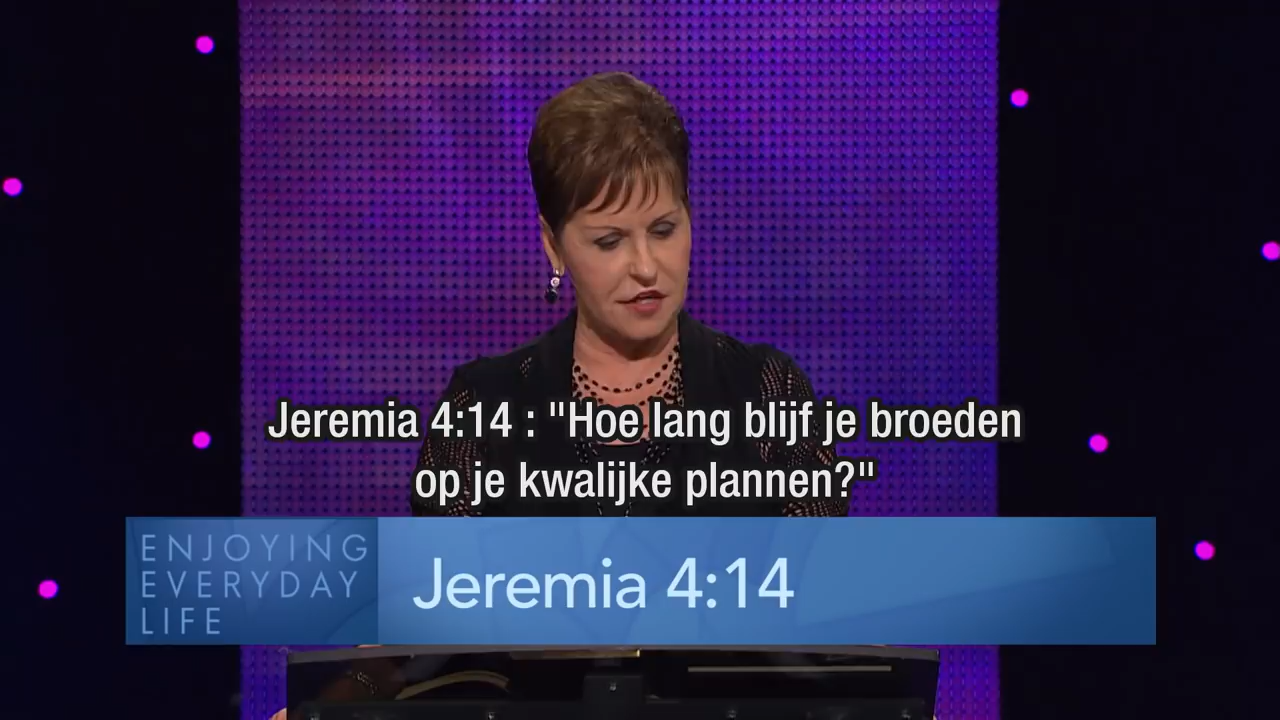 Jeremia 4:14 : "Hoe lang blijf je broeden
op je kwalijke plannen?"
ENJOYING
EVERYDAY
LIFE
Jeremia 4:14